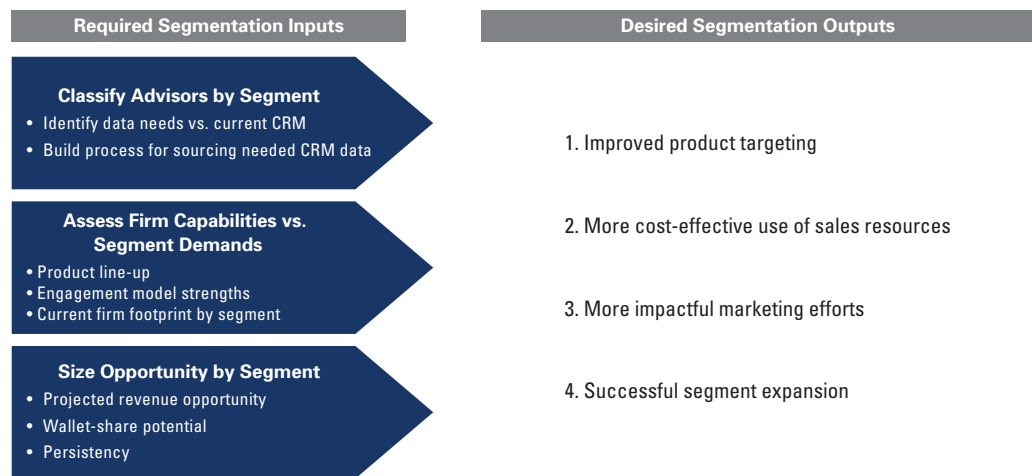 Required Segmentation Inputs
Classify Advisors by Segment
• Identify data needs vs. current CRM
• Build process for sourcing needed CRM data
Assess Firm Capabilities vs.
Segment Demands
• Product line-up
• Engagement model strengths
• Current firm footprint by segment
Size Opportunity by Segment
• Projected revenue opportunity
• Wallet-share potential
• Persistency
Desired Segmentation Outputs
1. Improved product targeting
2. More cost-effective use of sales resources
3. More impactful marketing efforts
4. Successful segment expansion